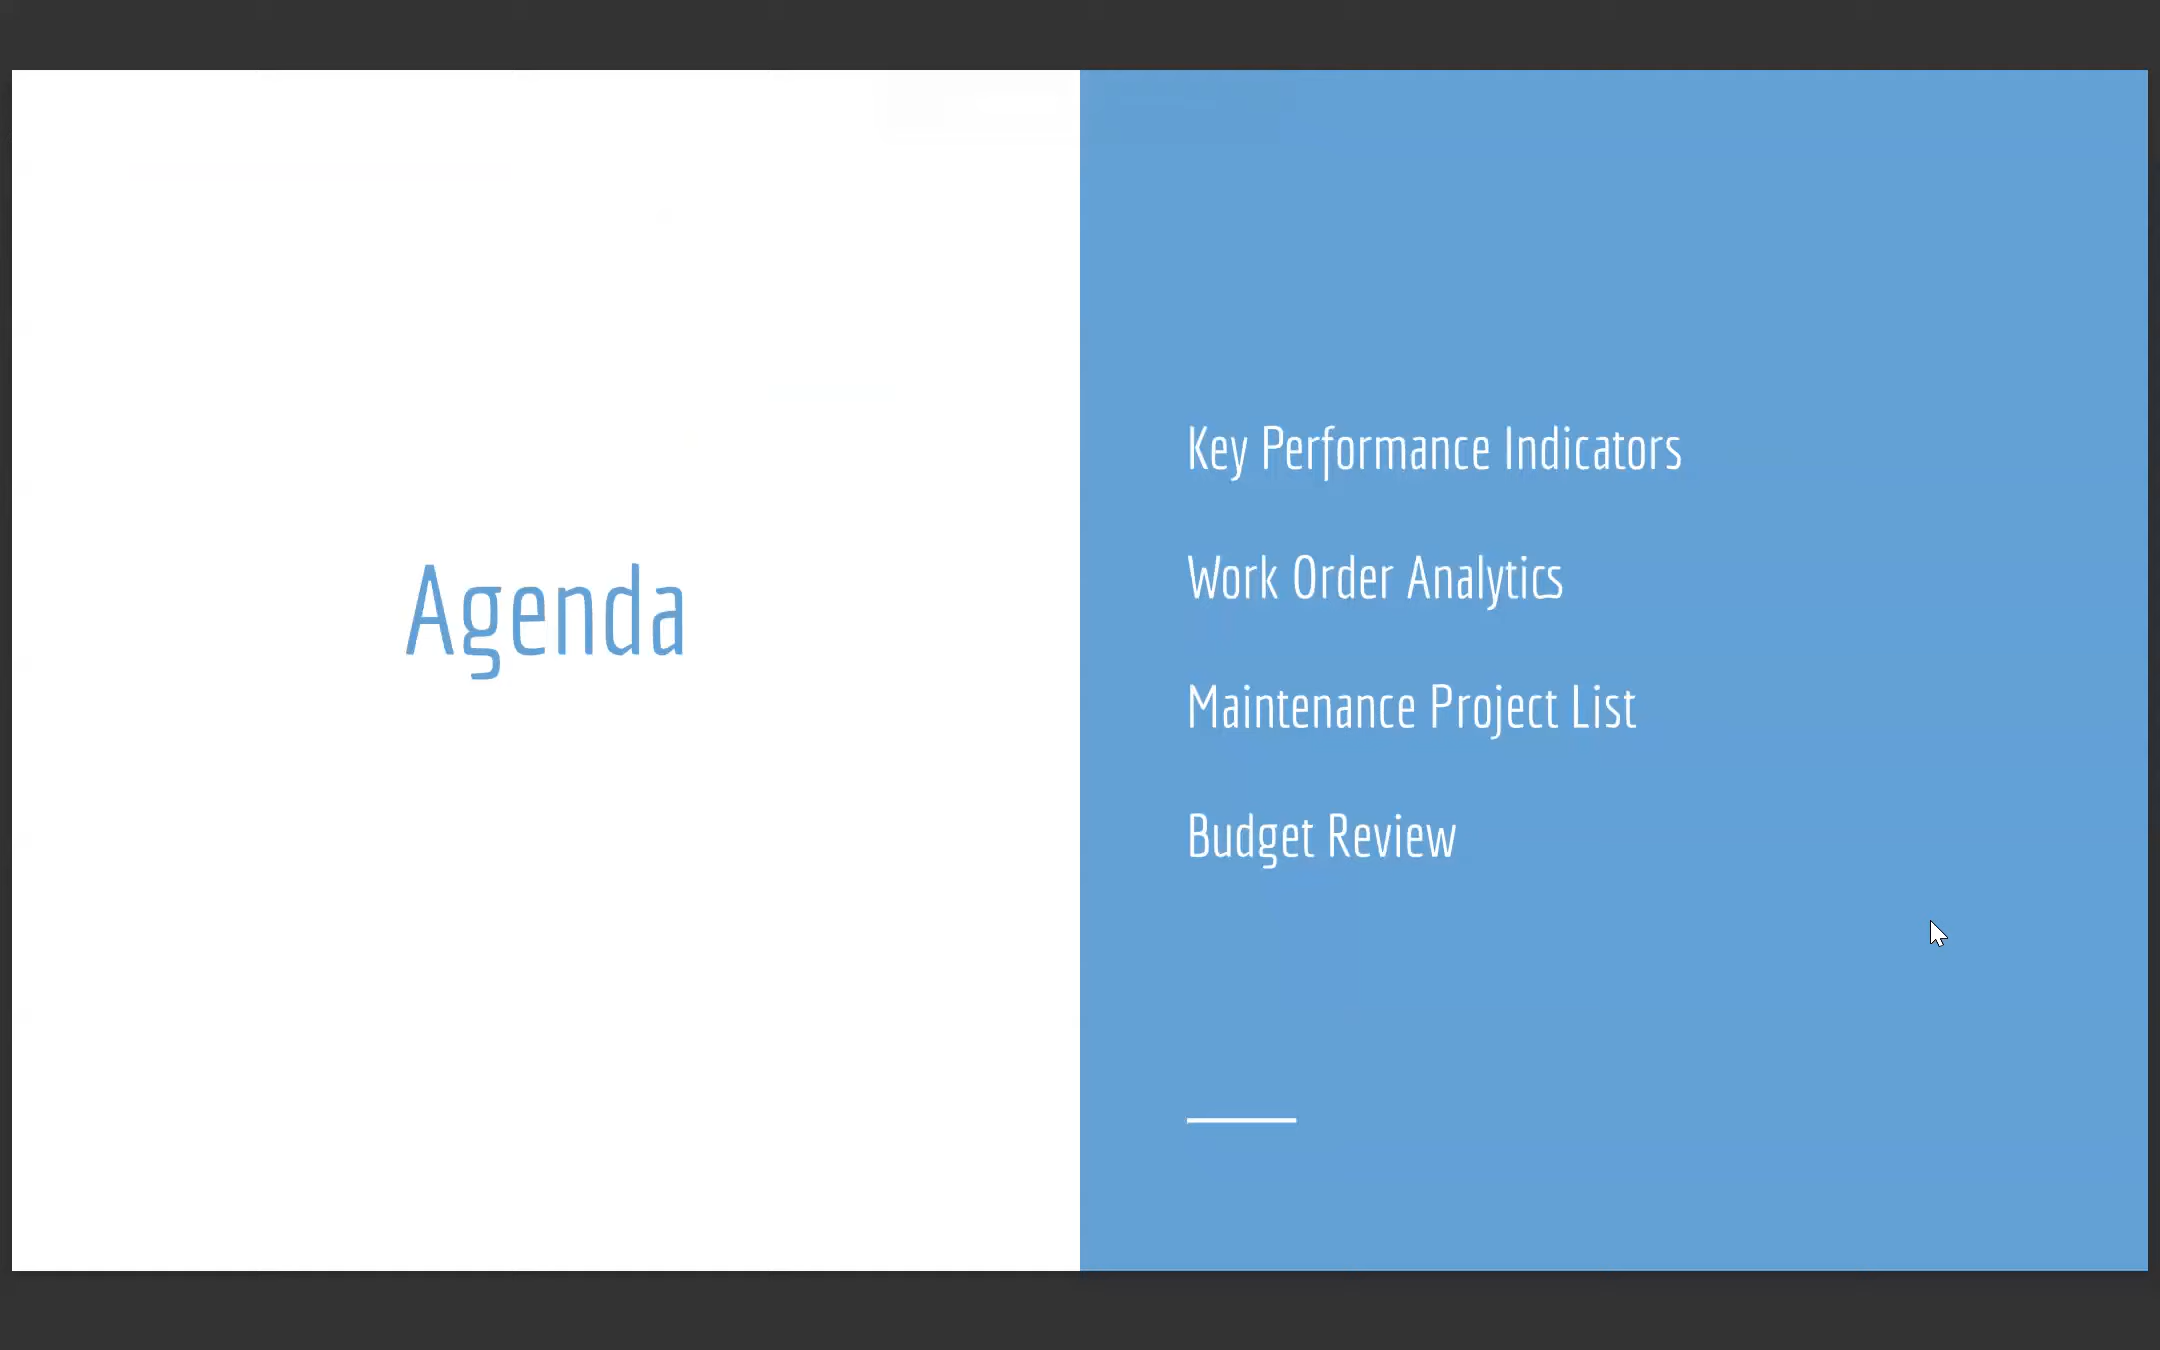 Agenda
Key Performance Indicators
Work Order Analytics
Maintenance Project List
Budget Review